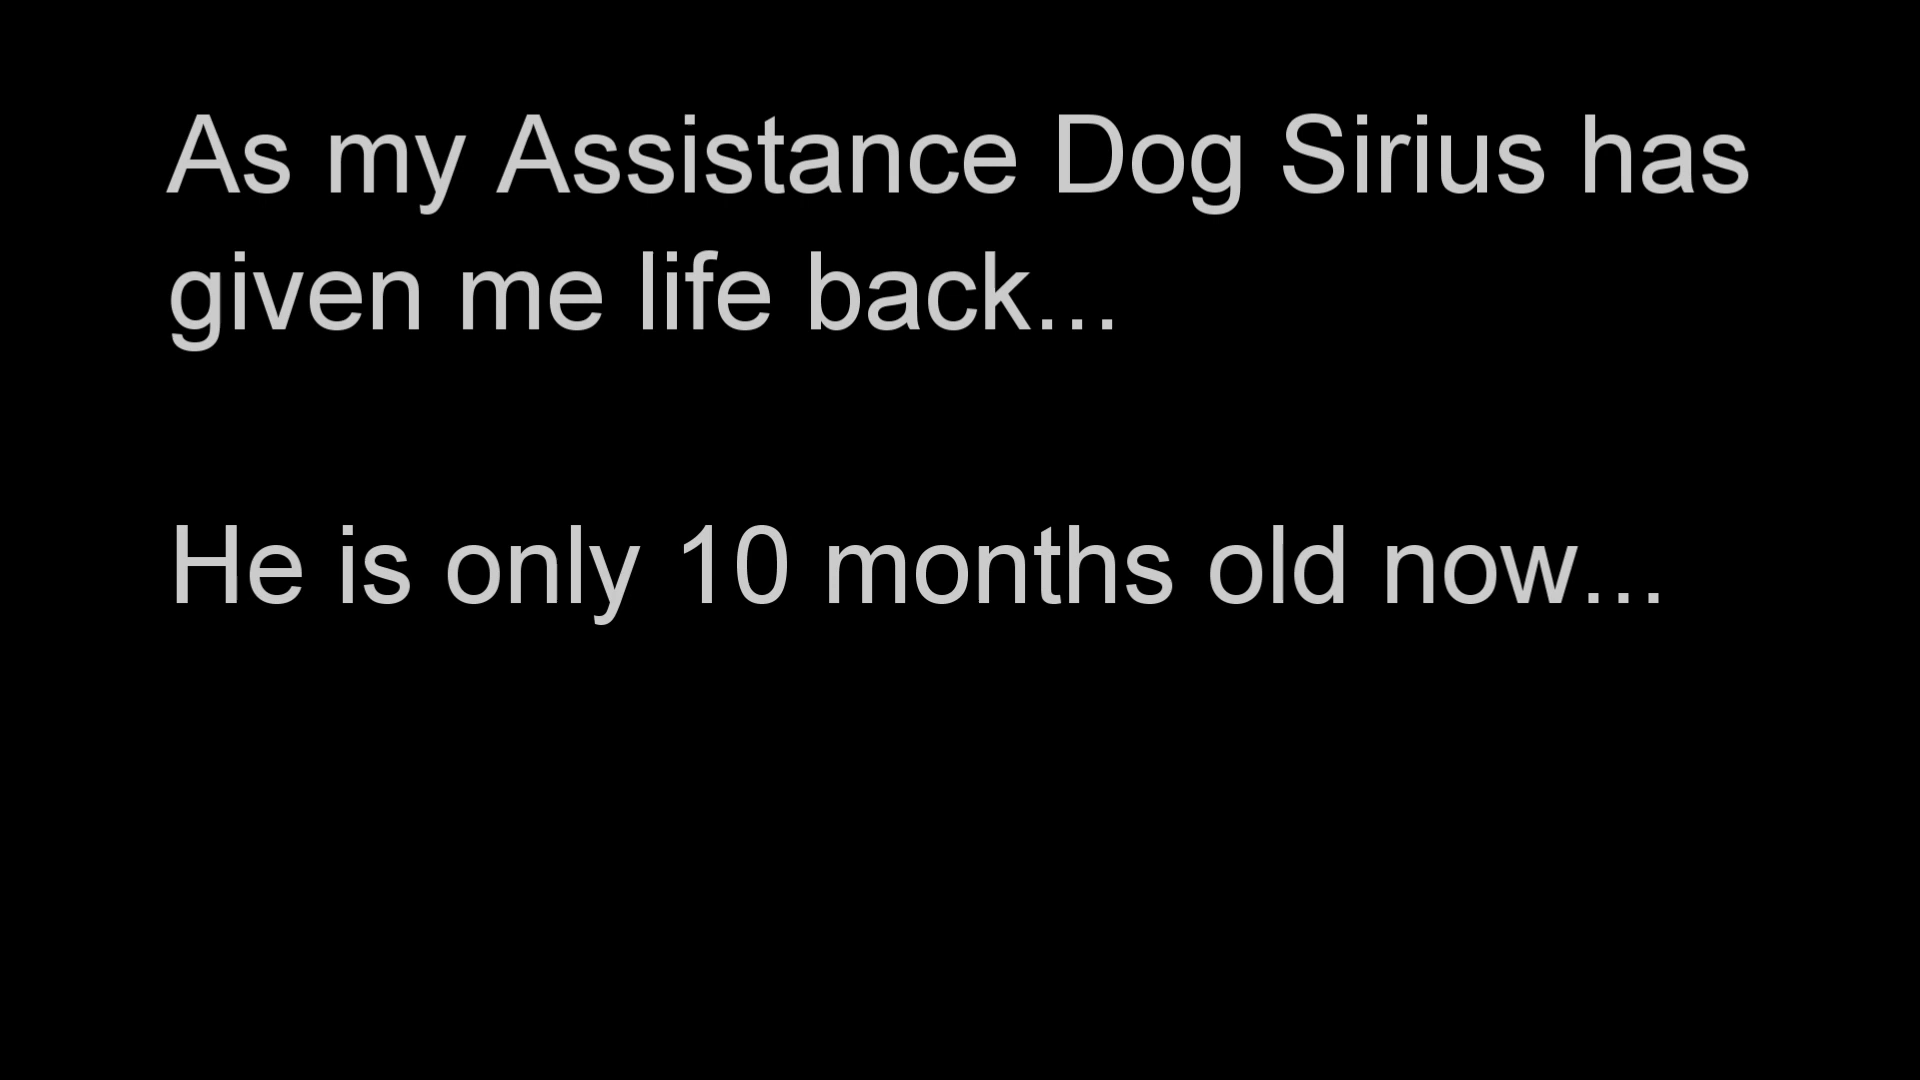 As my Assistance Dog Sirius has
given me life back...
He is only 10 months old now...